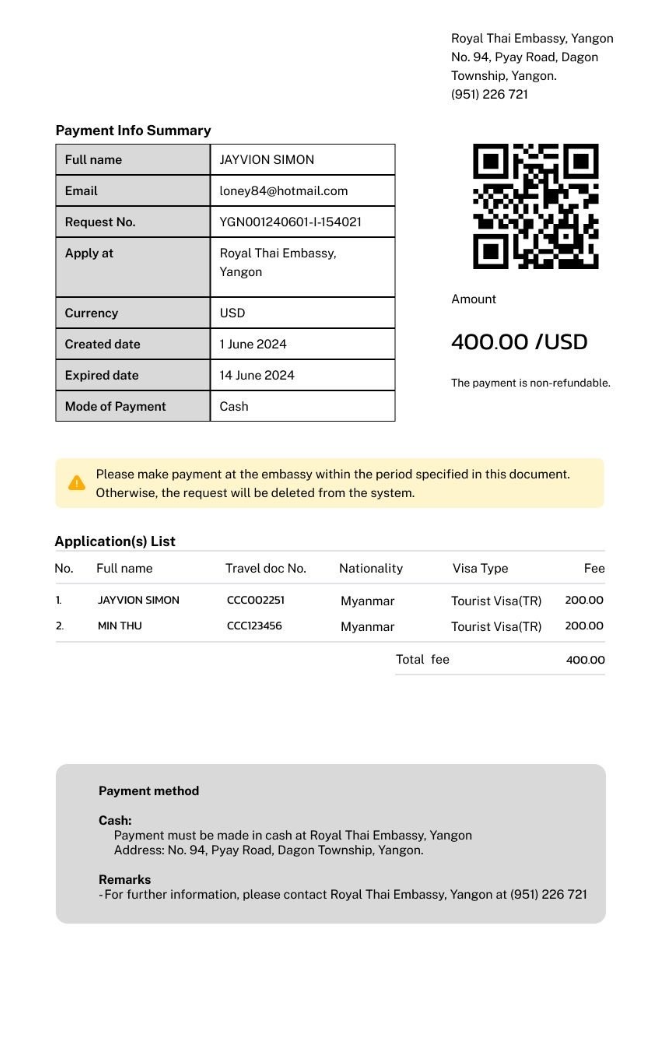 Royal Thai Embassy, Yangon
No. 94, Pyay Road, Dagon
Township, Yangon.
(951) 226 721
Payment Info Summary
Full name JAYVION SIMON
Email loney84@hotmail.com
Request No. YGN001240601-I-154021
Apply at Royal Thai Embassy,
Yangon
Currency USD
Created date 1 June 2024
Expired date 14 June 2024
Mode of Payment Cash
Amount
400.00 /USD
The payment is non-refundable.
Please make payment at the embassy within the period specified in this document.
Otherwise, the request will be deleted from the system.
Application(s) List
No. Full name Travel doc No. Nationality Visa Type Fee
1. JAYVION SIMON CCC002251 Myanmar Tourist Visa(TR) 200.00
2. MIN THU CCC123456 Myanmar Tourist Visa(TR) 200.00
Total fee 400.00
Payment method
Cash:
Payment must be made in cash at Royal Thai Embassy, Yangon
Address: No. 94, Pyay Road, Dagon Township, Yangon.
Remarks
- For further information, please contact Royal Thai Embassy, Yangon at (951) 226 721